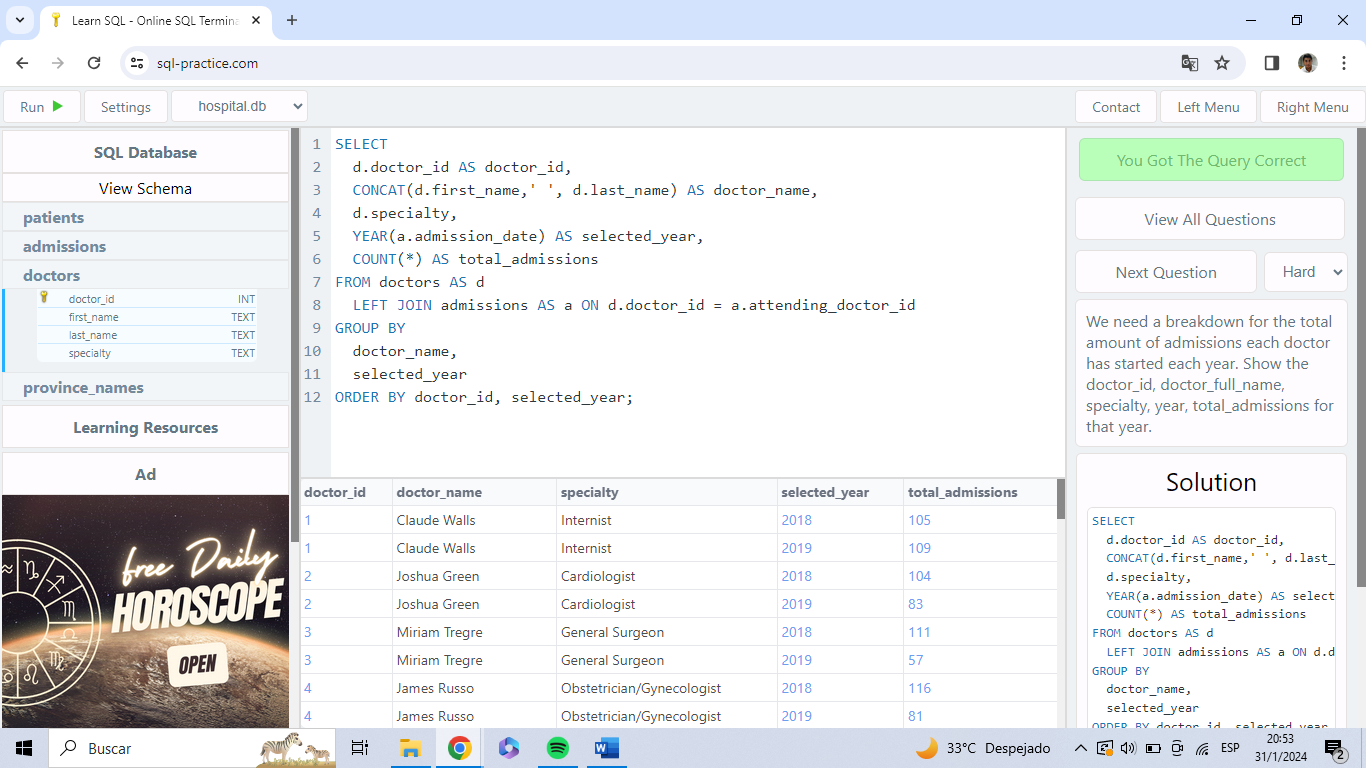 Learn SQL - Online SQL Termina
sql-practice.com
Run
Settings
hospital.db
Contact
Left Menu
Right Menu
SQL Database
View Schema
patients
admissions
doctors
doctor_id INT
first_name TEXT
last_name TEXT
specialty TEXT
province_names
Learning Resources
Ad
free Daily
HOROSCOPE
OPEN
1 SELECT
2 d.doctor_id AS doctor_id,
3 CONCAT(d.first_name,' ', d.last_name) AS doctor_name,
4 d.specialty,
5 YEAR(a.admission_date) AS selected_year,
6 COUNT(*) AS total_admissions
7 FROM doctors AS d
8 LEFT JOIN admissions AS a ON d.doctor_id = a.attending_doctor_id
9 GROUP BY
10 doctor_name,
11 selected_year
12 ORDER BY doctor_id, selected_year;
doctor_id doctor_name specialty selected_year total_admissions
1 Claude Walls Internist 2018 105
1 Claude Walls Internist 2019 109
2 Joshua Green Cardiologist 2018 104
2 Joshua Green Cardiologist 2019 83
3 Miriam Tregre General Surgeon 2018 111
3 Miriam Tregre General Surgeon 2019 57
4 James Russo Obstetrician/Gynecologist 2018 116
4 James Russo Obstetrician/Gynecologist 2019 81
You Got The Query Correct
View All Questions
Next Question
Hard
We need a breakdown for the total
amount of admissions each doctor
has started each year. Show the
doctor_id, doctor_full_name,
specialty, year, total_admissions for
that year.
Solution
SELECT
d.doctor_id AS doctor_id,
CONCAT(d.first_name,' ', d.last_
d.specialty,
YEAR(a.admission_date) AS select
COUNT(*) AS total_admissions
FROM doctors AS d
LEFT JOIN admissions AS a ON d.d
GROUP BY
doctor_name,
selected_year
ORDER BY doctor_id, selected_year
Buscar
33°C Despejado
ESP
20:53
31/1/2024
2